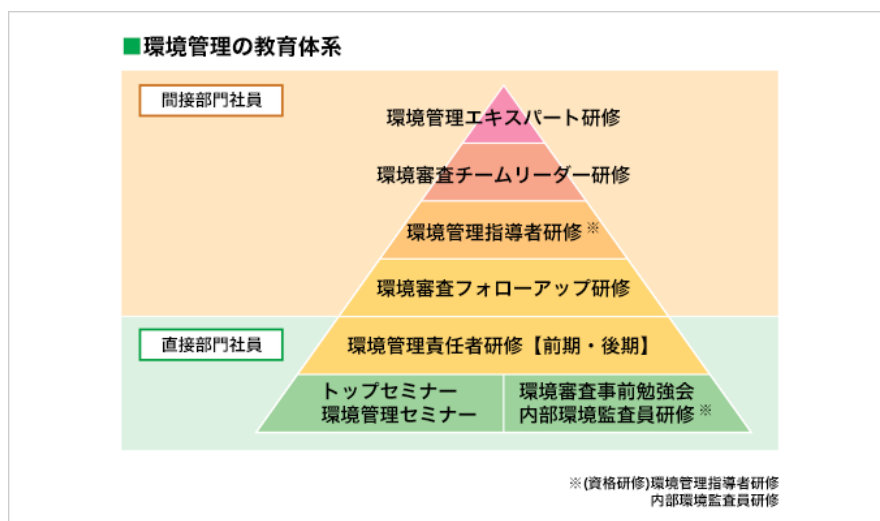 ■環境管理の教育体系
間接部門社員
環境管理エキスパート研修
環境審査チームリーダー研修
環境管理指導者研修※
環境審査フォローアップ研修
直接部門社員
環境管理責任者研修【前期・後期】
トップセミナー
環境管理セミナー
環境審査事前勉強会
内部環境監査員研修※
※(資格研修)環境管理指導者研修
内部環境監査員研修